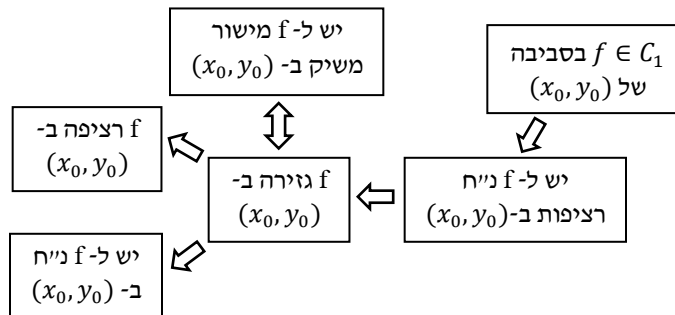 יש ל- f מישור
משיק ב- (x₀, y₀)
f ∈ C₁ בסביבה
של (x₀, y₀)
f רציפה ב-
(x₀, y₀)
f גזירה ב-
(x₀, y₀)
יש ל- f נ״ח
רציפות ב-(x₀, y₀)
יש ל- f נ״ח
ב- (x₀, y₀)